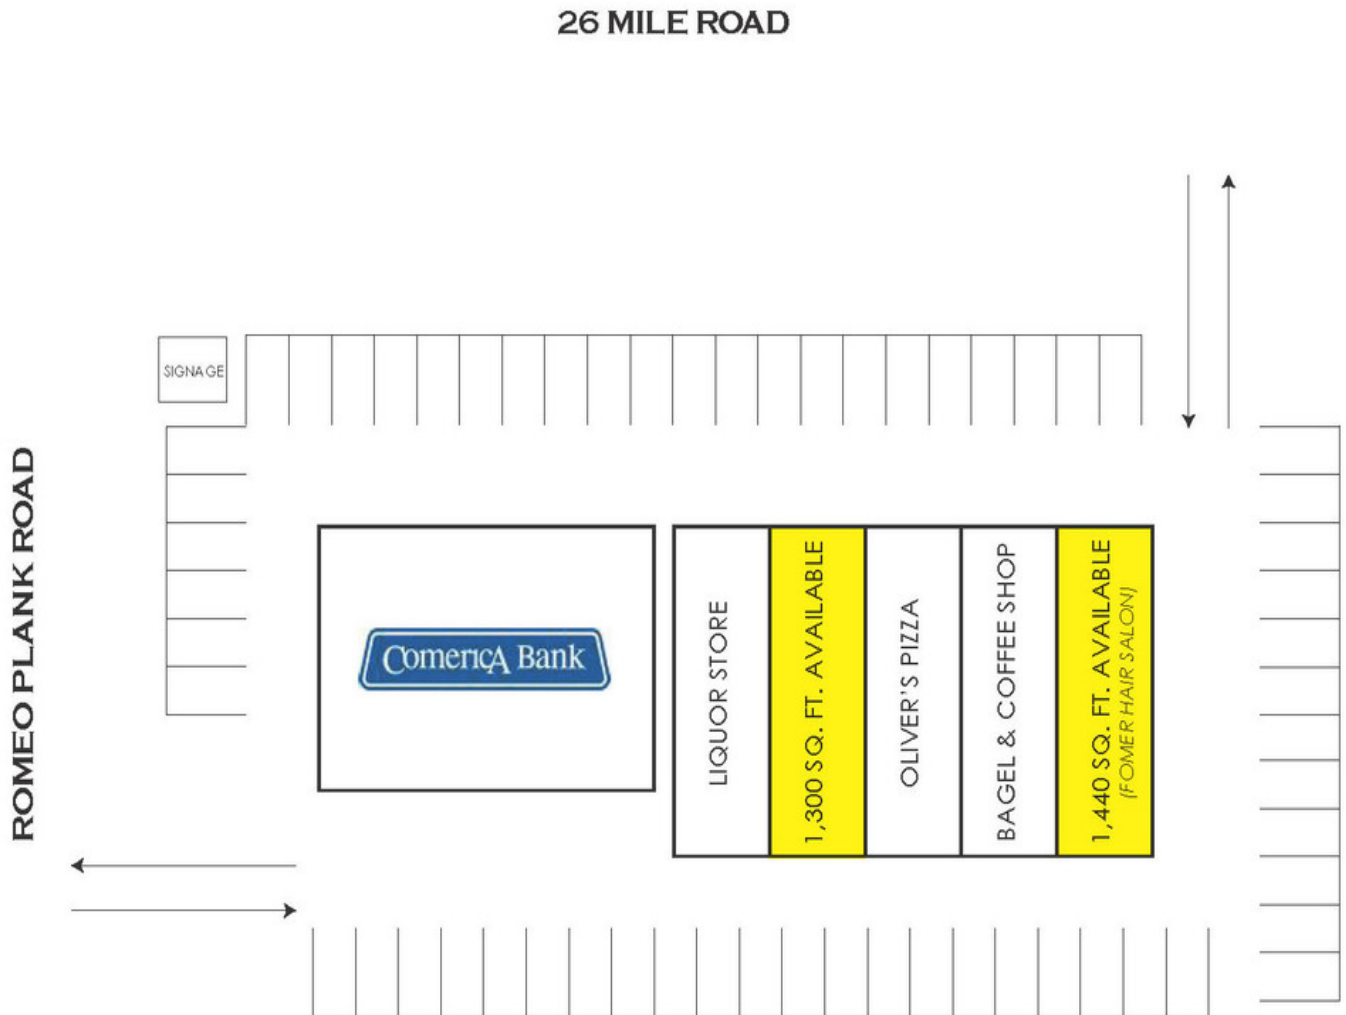 26 MILE ROAD
SIGNAGE
ROMEO PLANK ROAD
ComericA Bank
LIQUOR STORE
1,300 SQ. FT. AVAILABLE
OLIVER'S PIZZA
BAGEL & COFFEE SHOP
1,440 SQ. FT. AVAILABLE
(FOMER HAIR SALON)